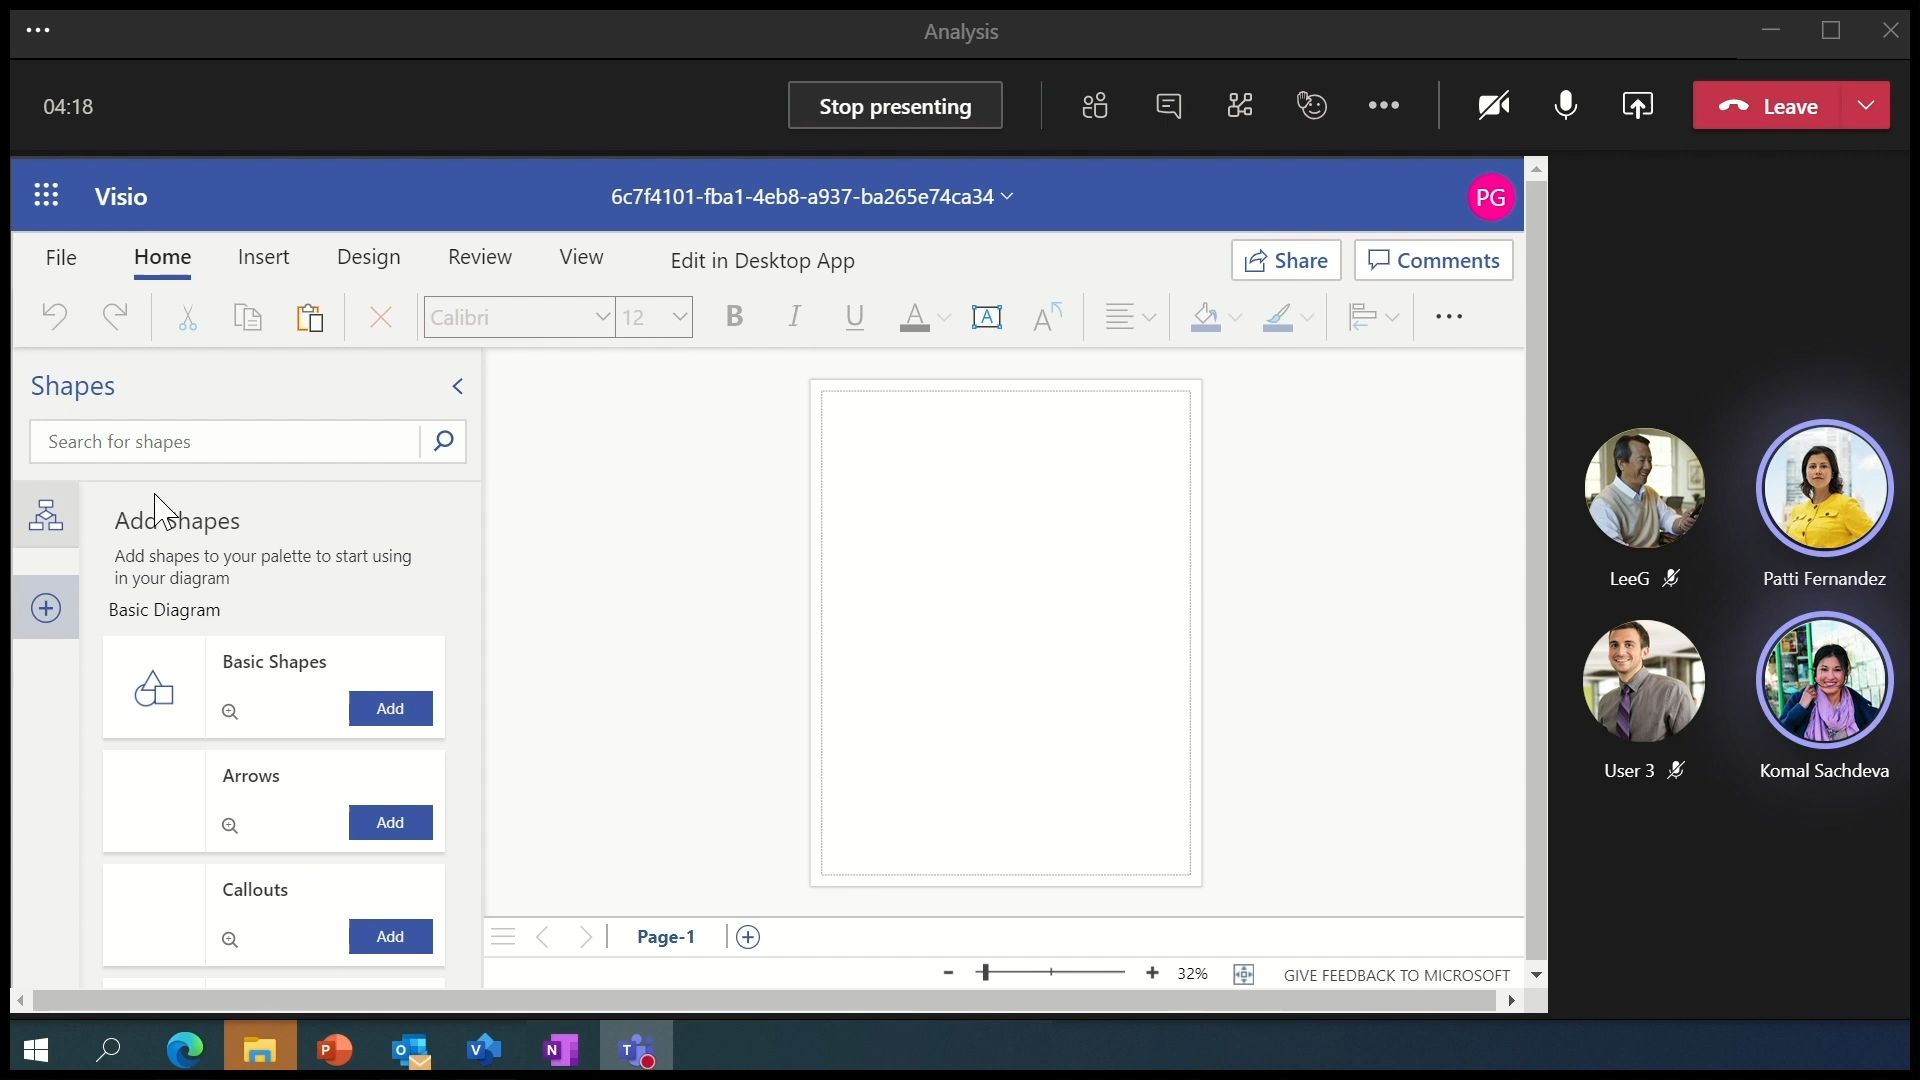 Analysis
04:18
Stop presenting
Leave
Visio
6c7f4101-fba1-4eb8-a937-ba265e74ca34
PG
File
Home
Insert
Design
Review
View
Edit in Desktop App
Share
Comments
Calibri
12
B
I
U
A
A
A
Shapes
Search for shapes
Add Shapes
Add shapes to your palette to start using
in your diagram
Basic Diagram
Basic Shapes
Add
Arrows
Add
Callouts
Add
LeeG
Patti Fernandez
User 3
Komal Sachdeva
Page-1
32%
GIVE FEEDBACK TO MICROSOFT
P
O
V
N
T